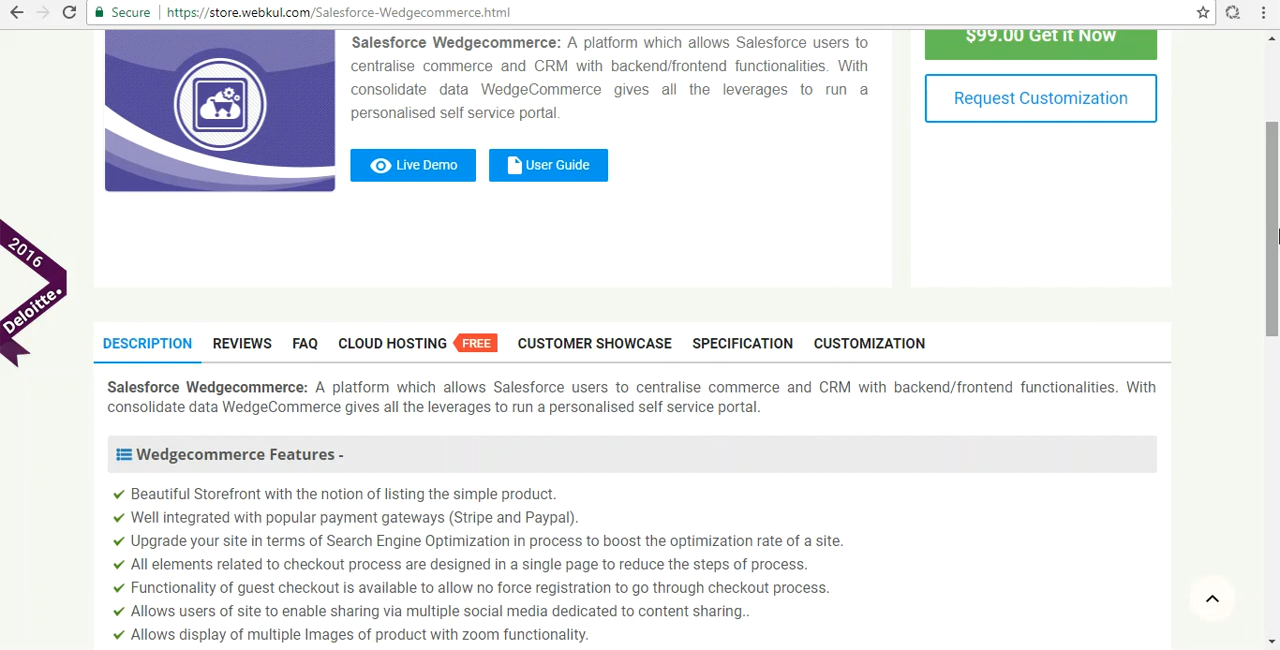 Secure https://store.webkul.com/Salesforce-Wedgecommerce.html
Salesforce Wedgecommerce: A platform which allows Salesforce users to
centralise commerce and CRM with backend/frontend functionalities. With
consolidate data WedgeCommerce gives all the leverages to run a
personalised self service portal.
Live Demo
User Guide
$99.00 Get it Now
Request Customization
2016
Deloitte.
DESCRIPTION REVIEWS FAQ CLOUD HOSTING FREE CUSTOMER SHOWCASE SPECIFICATION CUSTOMIZATION
Salesforce Wedgecommerce: A platform which allows Salesforce users to centralise commerce and CRM with backend/frontend functionalities. With
consolidate data WedgeCommerce gives all the leverages to run a personalised self service portal.
Wedgecommerce Features -
Beautiful Storefront with the notion of listing the simple product.
Well integrated with popular payment gateways (Stripe and Paypal).
Upgrade your site in terms of Search Engine Optimization in process to boost the optimization rate of a site.
All elements related to checkout process are designed in a single page to reduce the steps of process.
Functionality of guest checkout is available to allow no force registration to go through checkout process.
Allows users of site to enable sharing via multiple social media dedicated to content sharing..
Allows display of multiple Images of product with zoom functionality.